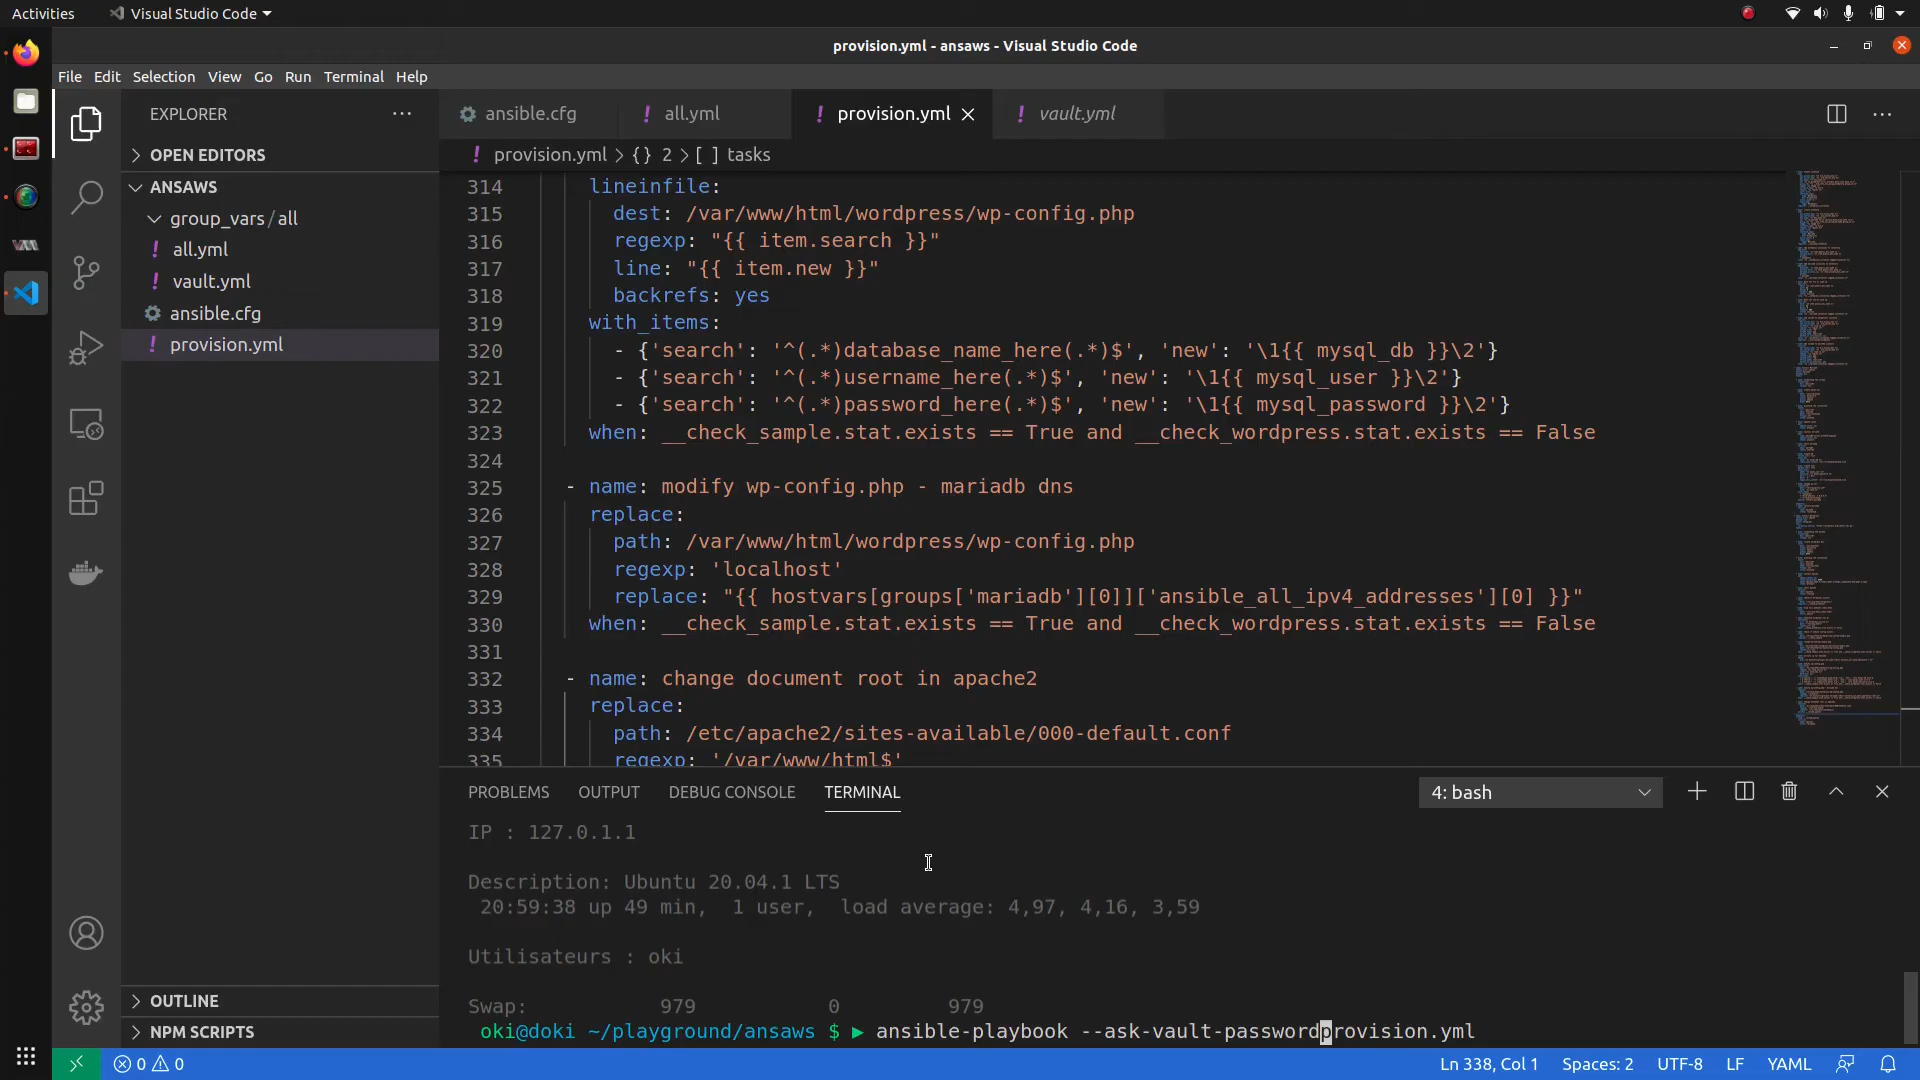 Activities
Visual Studio Code
provision.yml - ansaws - Visual Studio Code
File Edit Selection View Go Run Terminal Help
EXPLORER
OPEN EDITORS
ANSAWS
group_vars/all
! all.yml
! vault.yml
ansible.cfg
! provision.yml
OUTLINE
NPM SCRIPTS
ansible.cfg ! all.yml ! provision.yml ! vault.yml
! provision.yml > {} 2 > [ ] tasks
314 lineinfile:
315 dest: /var/www/html/wordpress/wp-config.php
316 regexp: "{{ item.search }}"
317 line: "{{ item.new }}"
318 backrefs: yes
319 with_items:
320 - {'search': '^(.*)database_name_here(.*)$', 'new': '\1{{ mysql_db }}\2'}
321 - {'search': '^(.*)username_here(.*)$', 'new': '\1{{ mysql_user }}\2'}
322 - {'search': '^(.*)password_here(.*)$', 'new': '\1{{ mysql_password }}\2'}
323 when: __check_sample.stat.exists == True and __check_wordpress.stat.exists == False
324
325 - name: modify wp-config.php - mariadb dns
326 replace:
327 path: /var/www/html/wordpress/wp-config.php
328 regexp: 'localhost'
329 replace: "{{ hostvars[groups['mariadb'][0]]['ansible_all_ipv4_addresses'][0] }}"
330 when: __check_sample.stat.exists == True and __check_wordpress.stat.exists == False
331
332 - name: change document root in apache2
333 replace:
334 path: /etc/apache2/sites-available/000-default.conf
335 regexp: '/var/www/html$'
PROBLEMS OUTPUT DEBUG CONSOLE TERMINAL
4: bash
IP : 127.0.1.1
Description: Ubuntu 20.04.1 LTS
20:59:38 up 49 min, 1 user, load average: 4,97, 4,16, 3,59
Utilisateurs : oki
Swap: 979 0 979
oki@doki ~/playground/ansaws $ ▶ ansible-playbook --ask-vault-passwordprovision.yml
0 0
Ln 338, Col 1 Spaces: 2 UTF-8 LF YAML